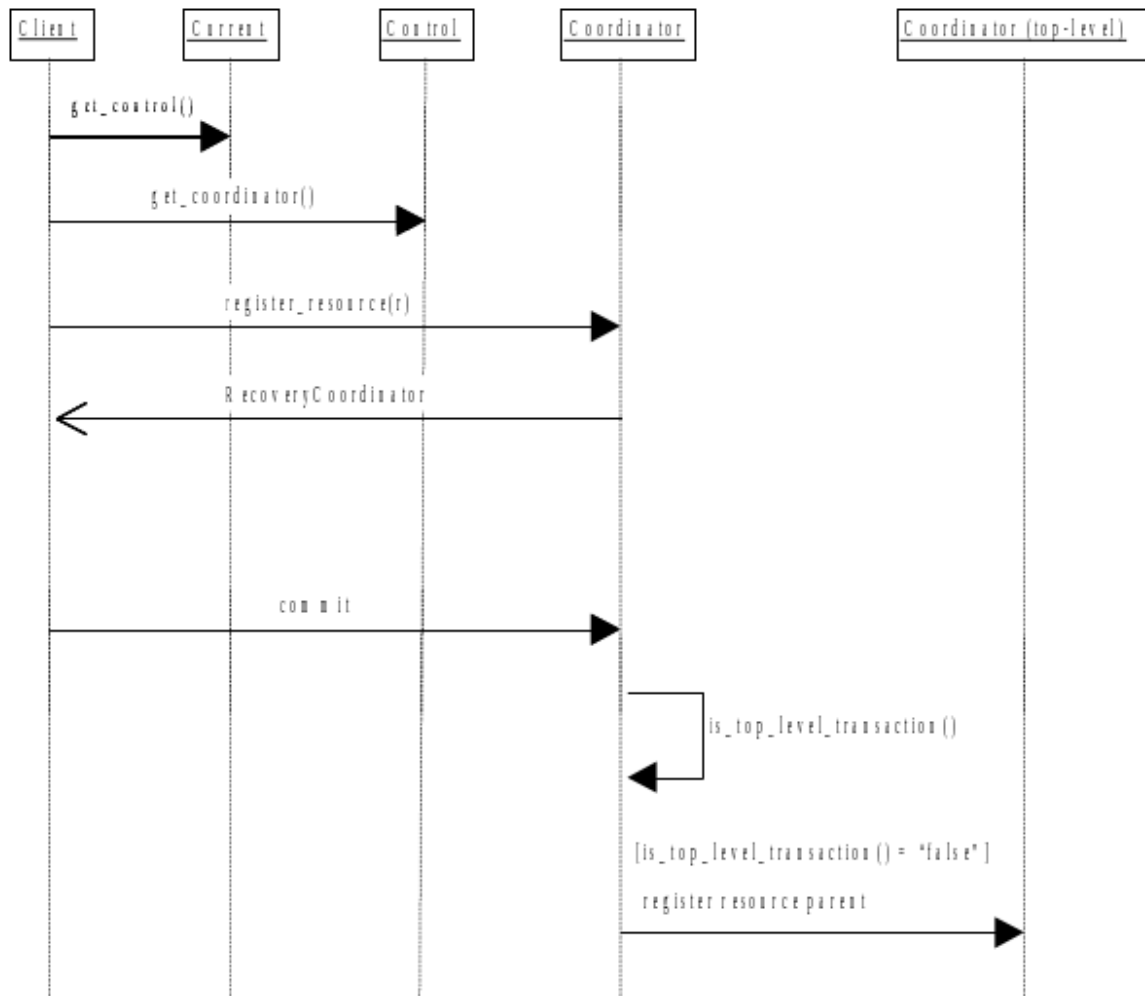 Client
Current
Control
Coordinator
Coordinator (top-level)
get_control()
get_coordinator()
register_resource(r)
RecoveryCoordinator
commit
is_top_level_transaction()
[is_top_level_transaction() = "false"]
register resource parent